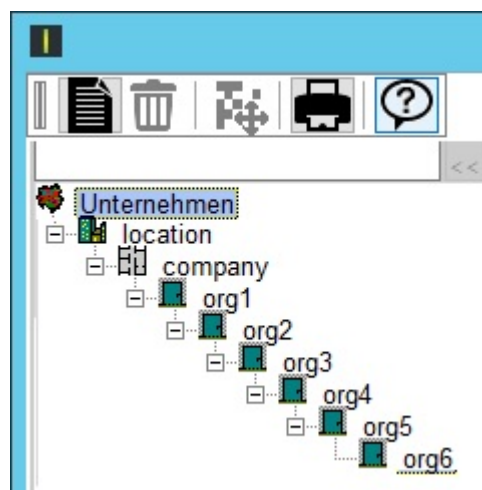 <<
Unternehmen
location
company
org1
org2
org3
org4
org5
org6